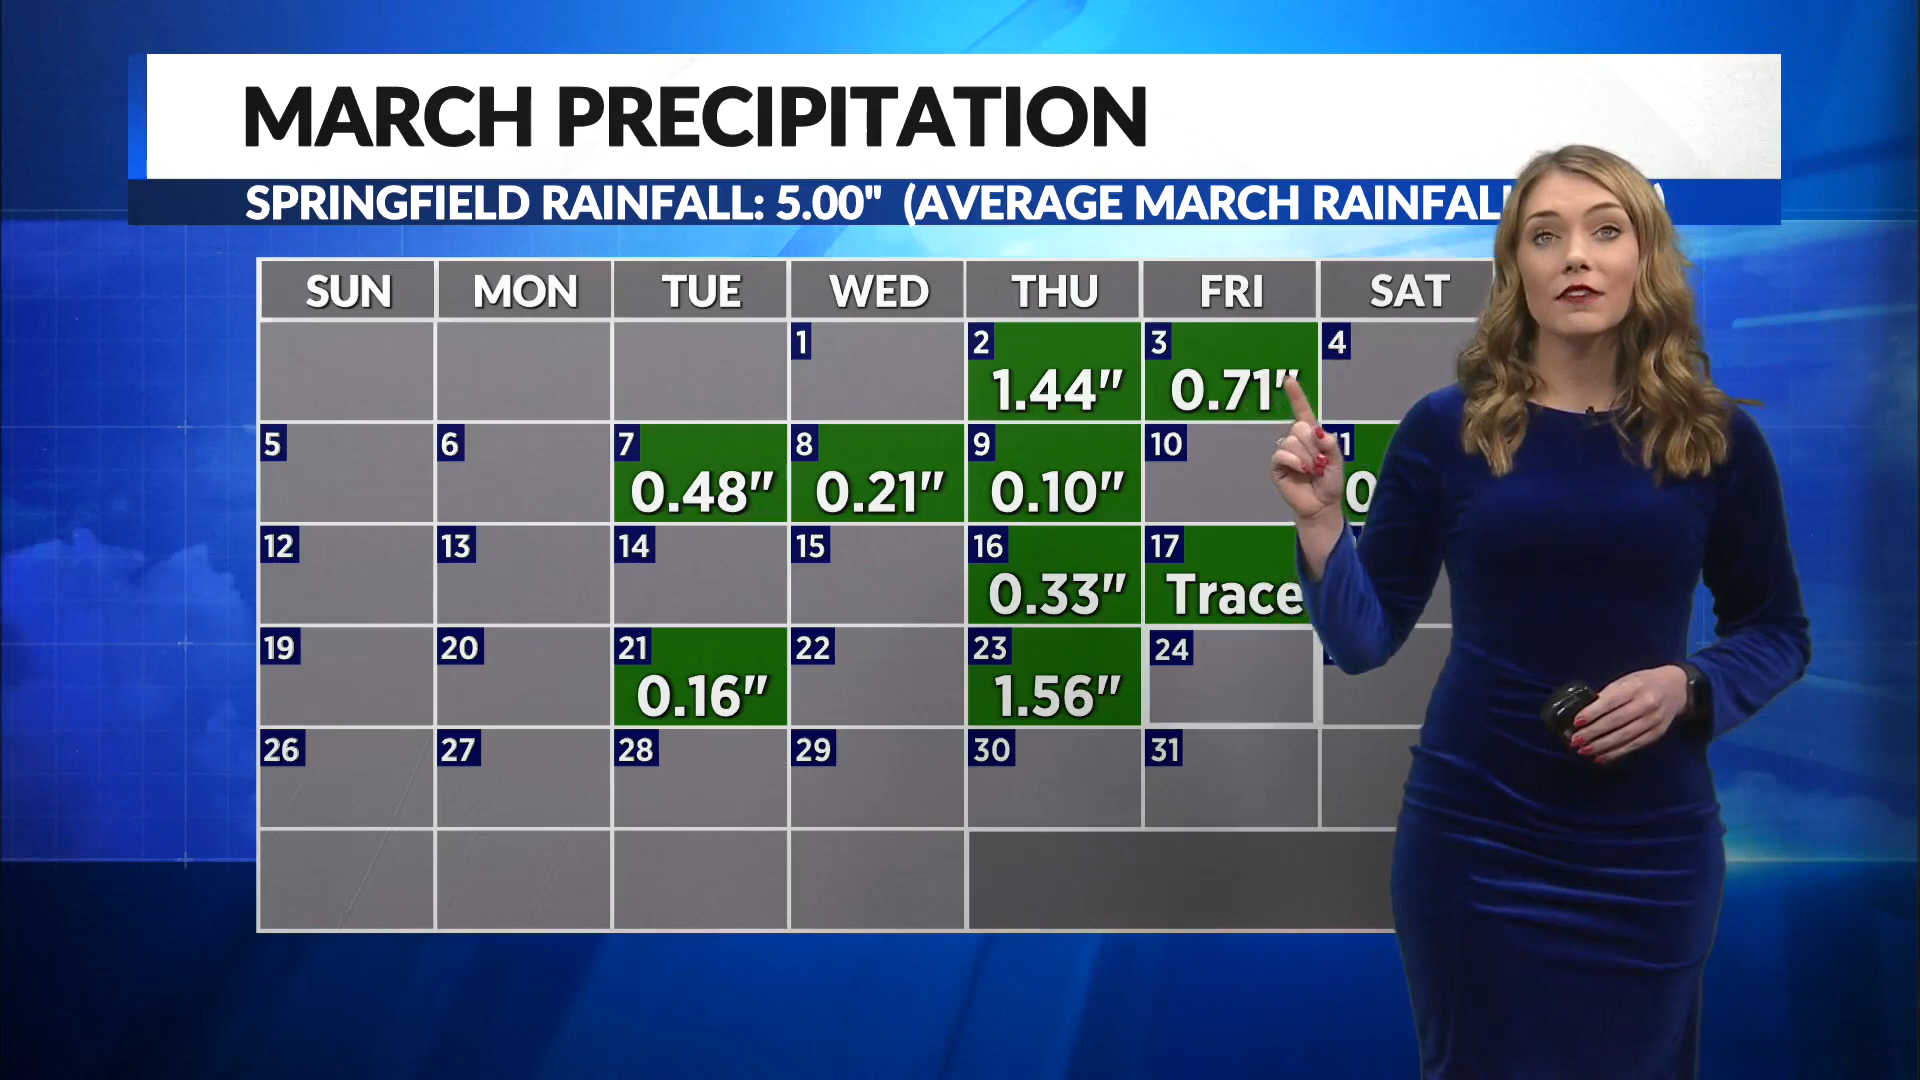 MARCH PRECIPITATION
SPRINGFIELD RAINFALL: 5.00" (AVERAGE MARCH RAINFALL
SUN MON TUE WED THU FRI SAT
1 2 3 4
1.44" 0.71"
5 6 7 8 9 10
0.48" 0.21" 0.10"
12 13 14 15 16 17
0.33" Trace
19 20 21 22 23 24
0.16" 1.56"
26 27 28 29 30 31